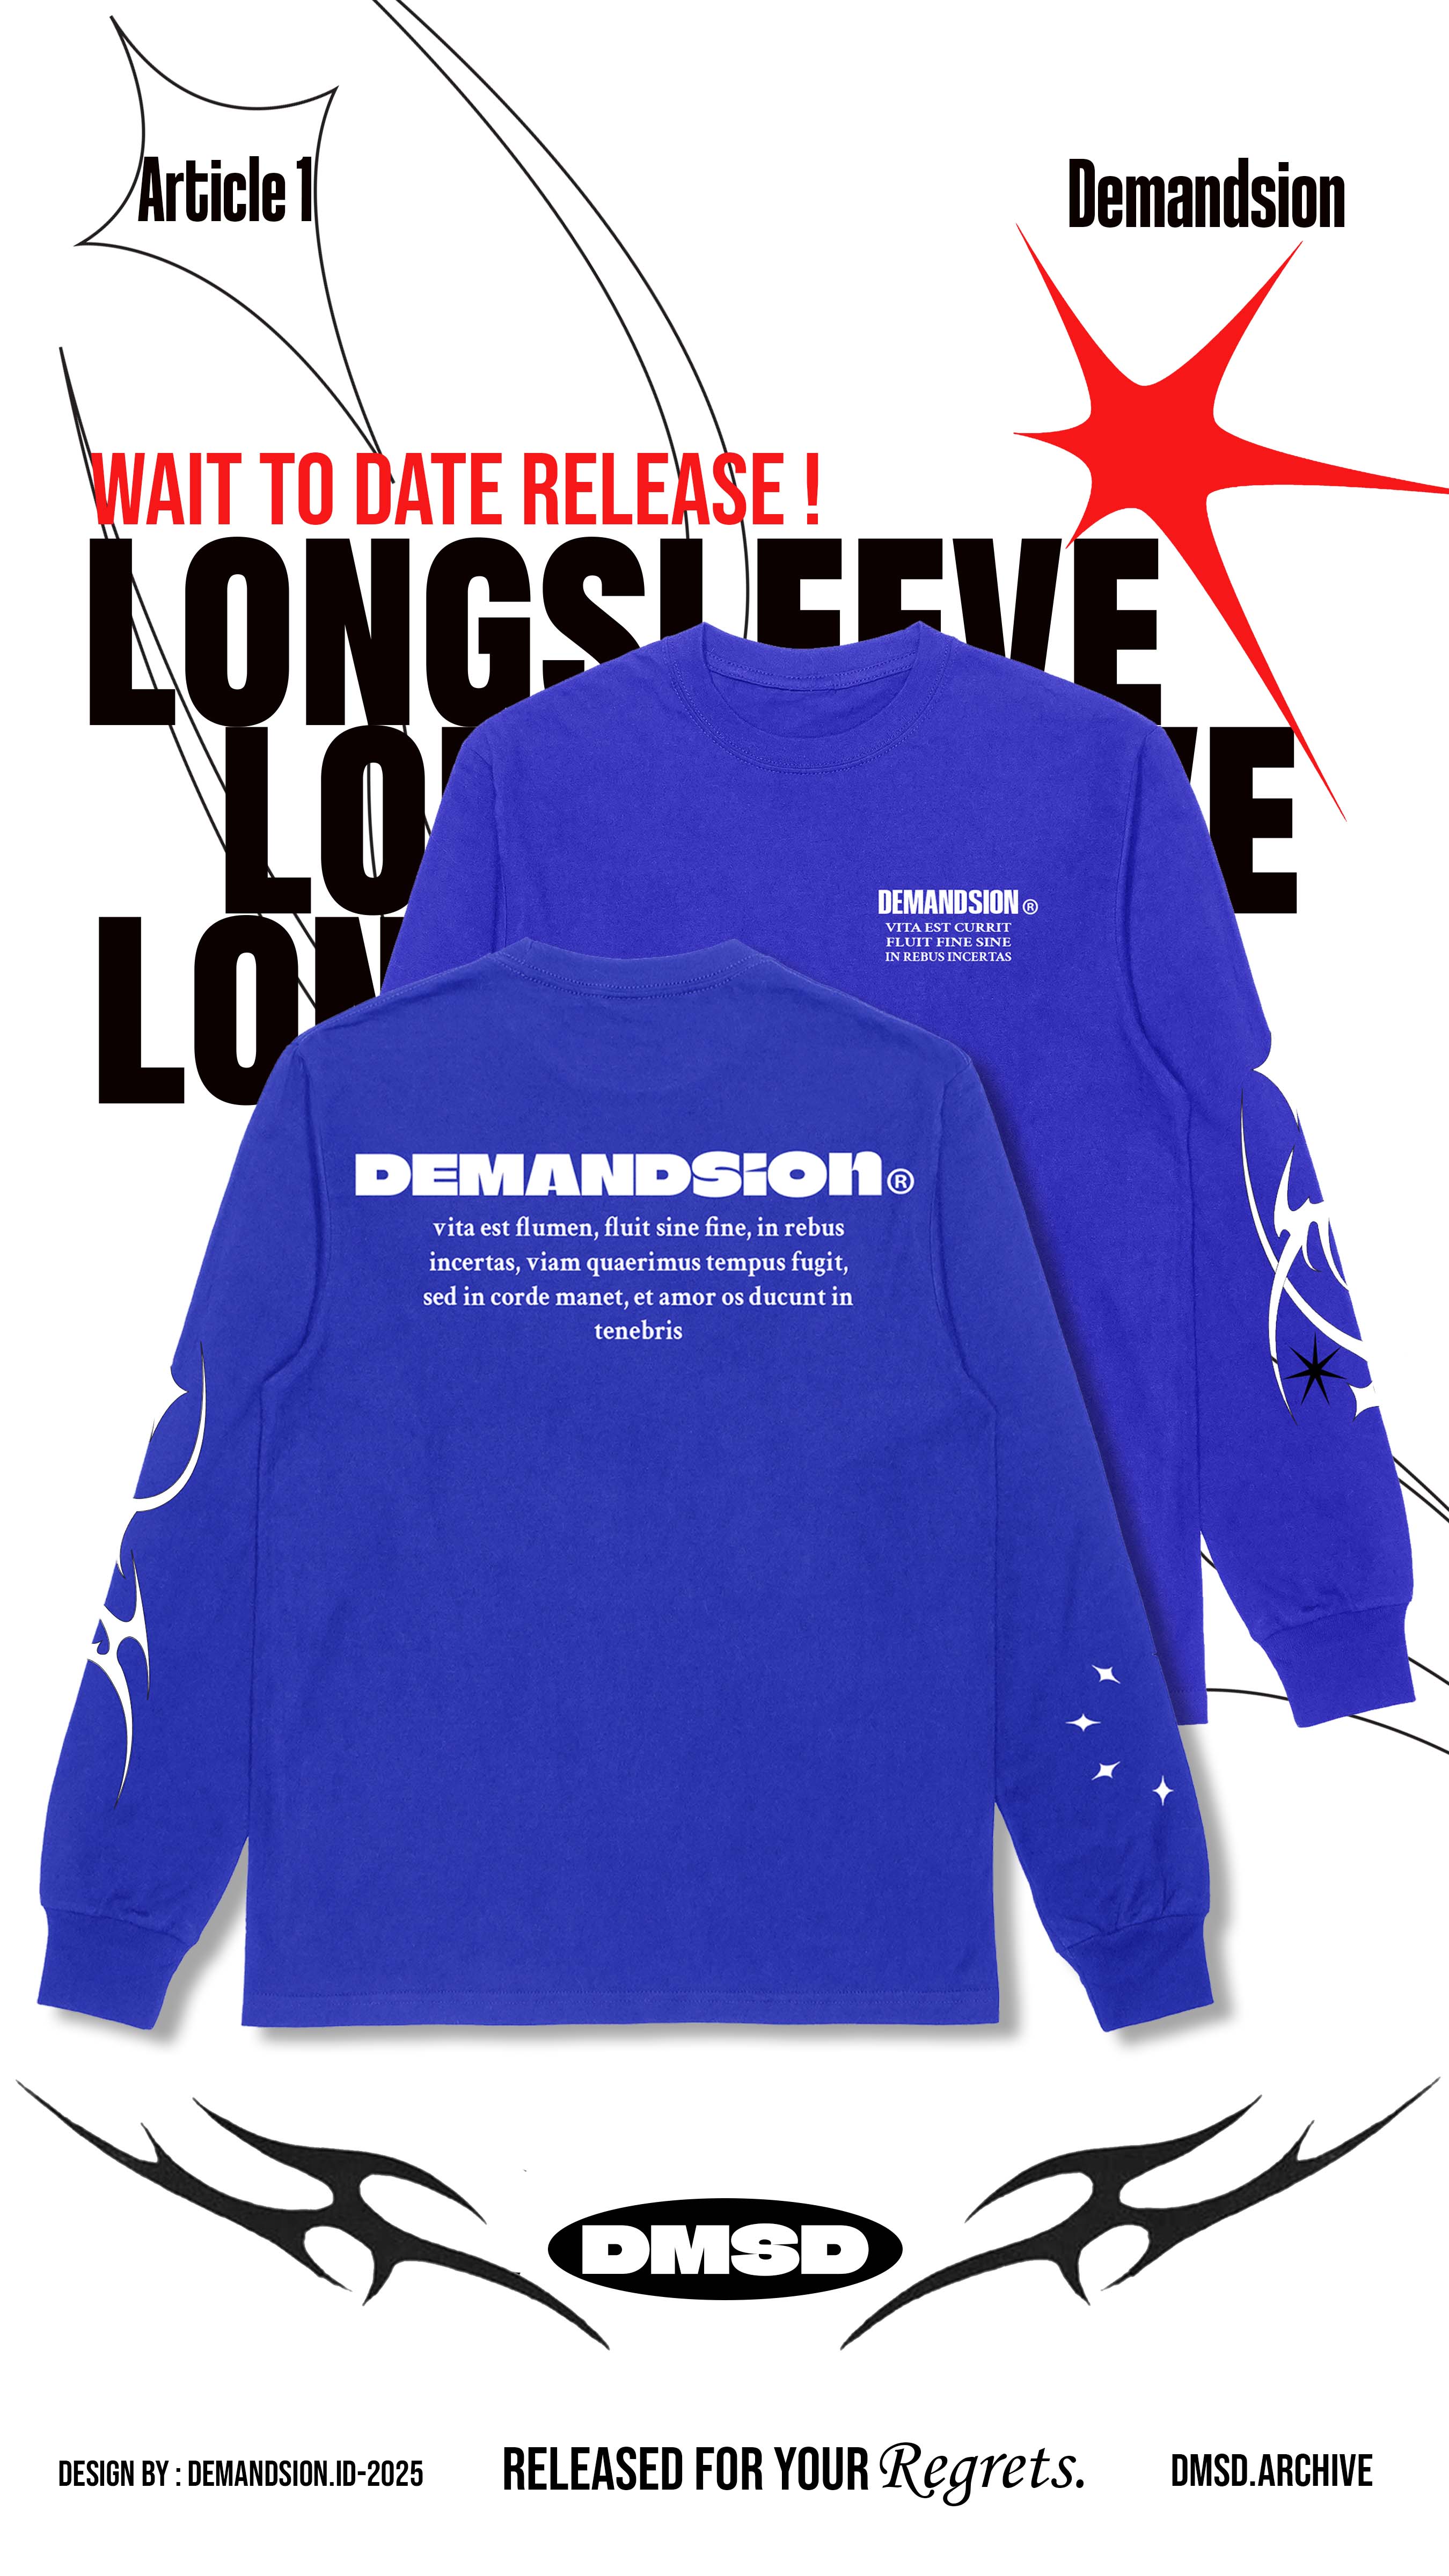 Article 1
Demandsion
WAIT TO DATE RELEASE !
LONGSLEEVE
DEMANDSION ®
VITA EST CURRIT
FLUIT FINE SINE
IN REBUS INCERTAS
DEMANDSION®
vita est flumen, fluit sine fine, in rebus
incertas, viam quaerimus tempus fugit,
sed in corde manet, et amor os ducunt in
tenebris
DMSD
DESIGN BY : DEMANDSION.ID-2025
RELEASED FOR YOUR Regrets.
DMSD.ARCHIVE